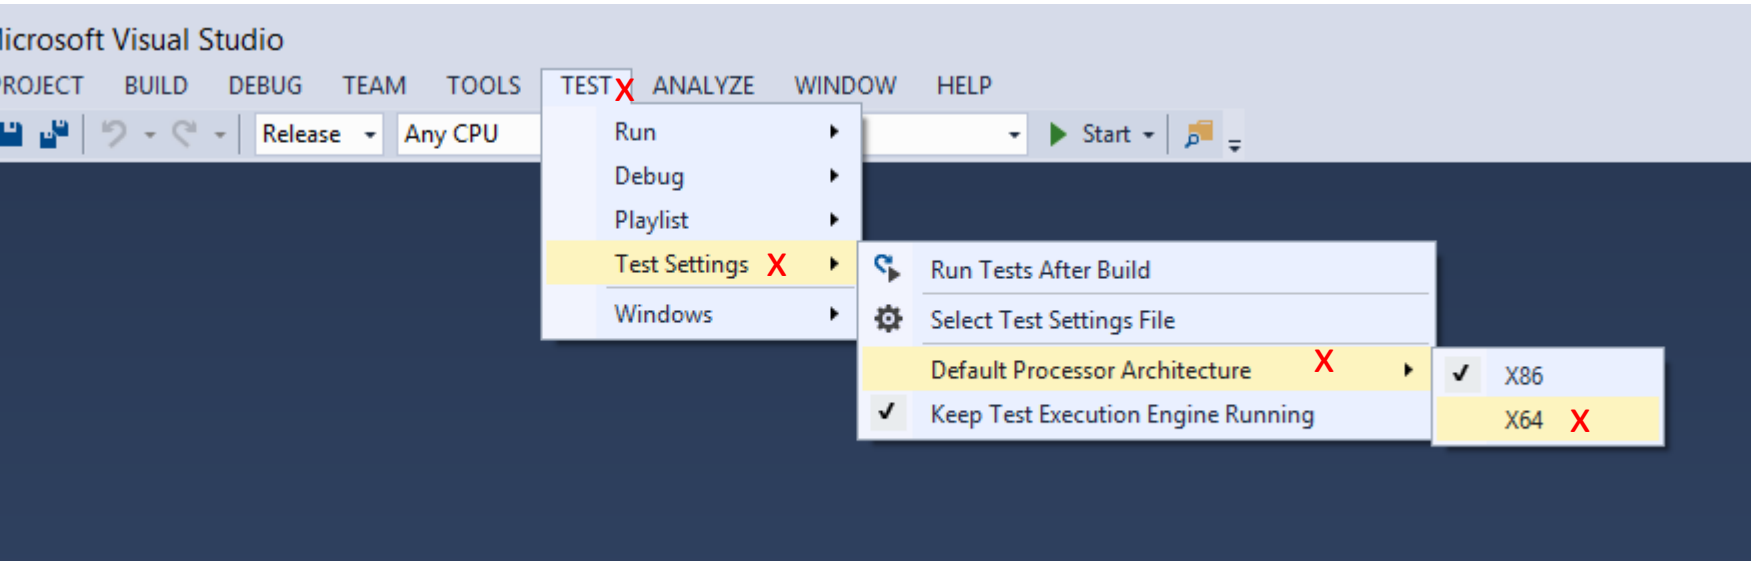 icrosoft Visual Studio
ROJECT BUILD DEBUG TEAM TOOLS TEST X ANALYZE WINDOW HELP
Release Any CPU Start
Run
Debug
Playlist
Test Settings X
Windows
Run Tests After Build
Select Test Settings File
Default Processor Architecture X
Keep Test Execution Engine Running
X86
X64 X